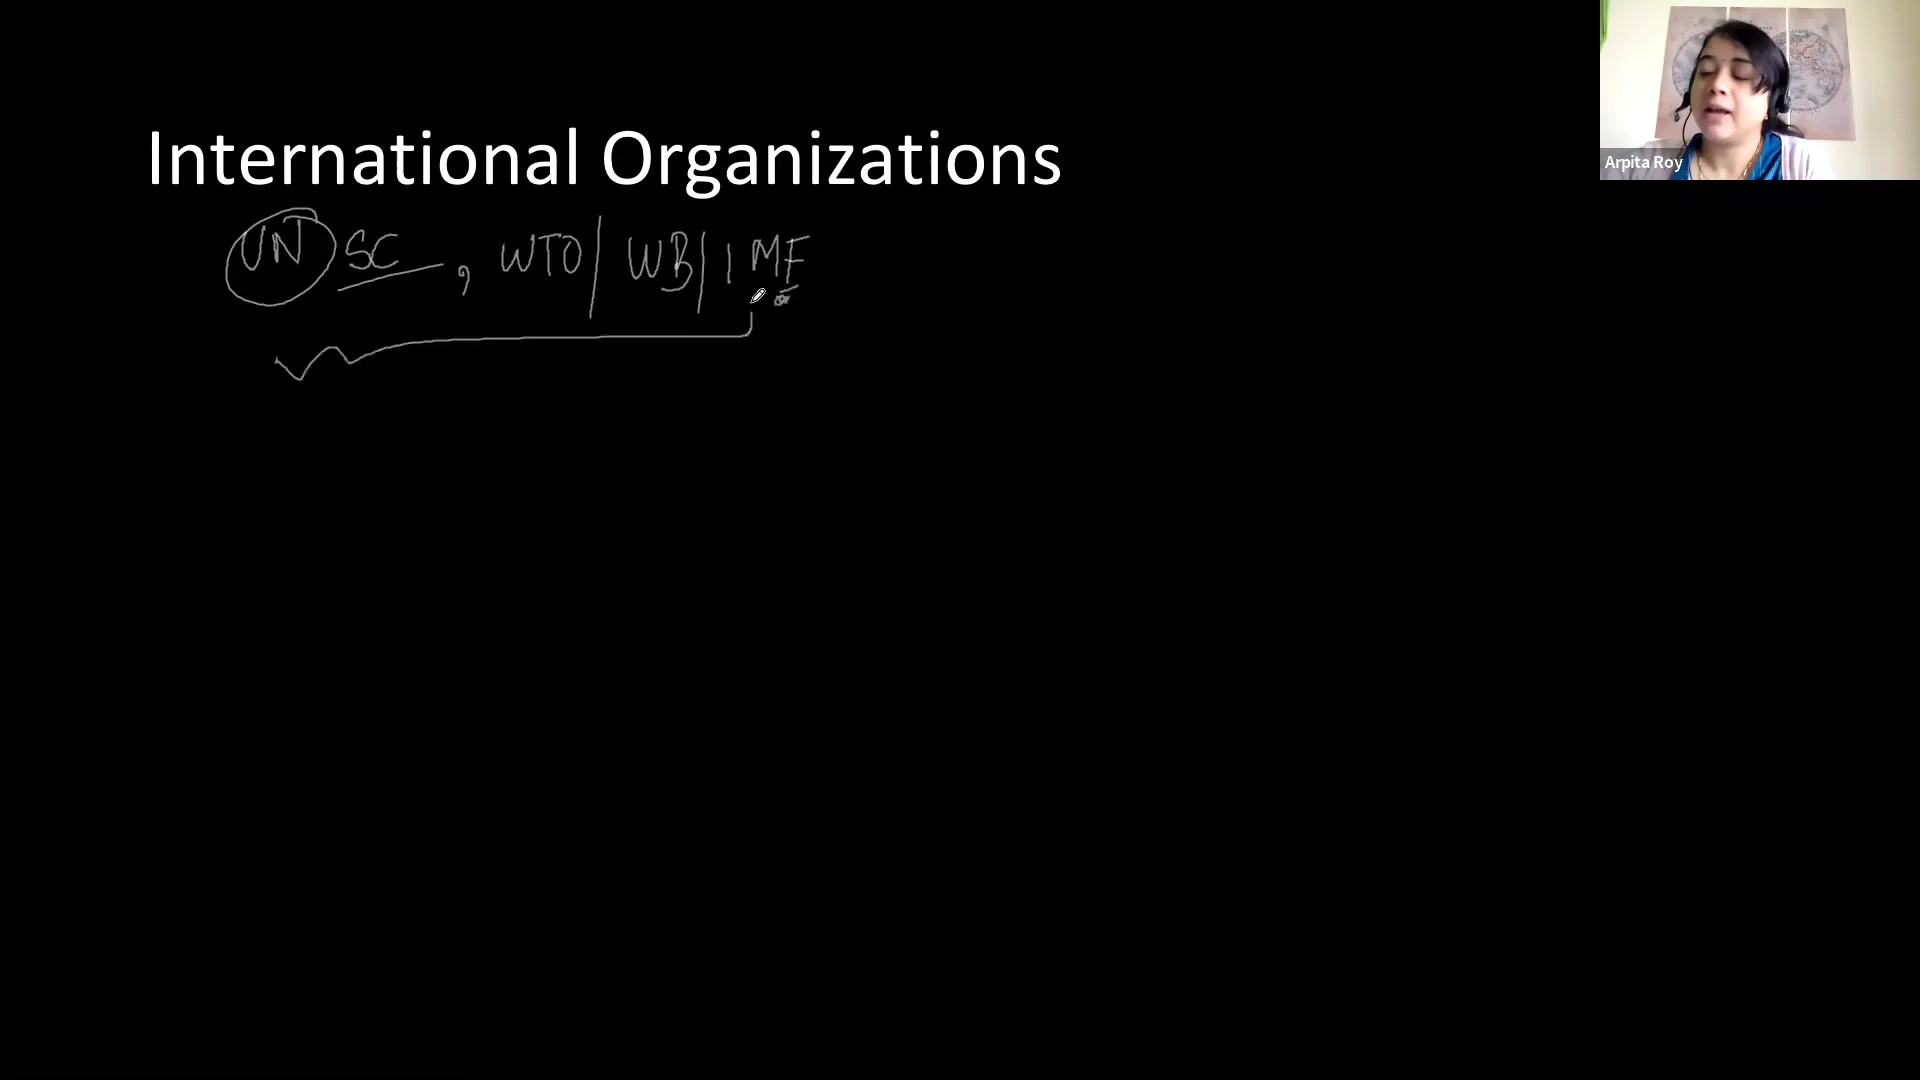 International Organizations
UN SC, WTO/ WB/ IMF
Arpita Roy